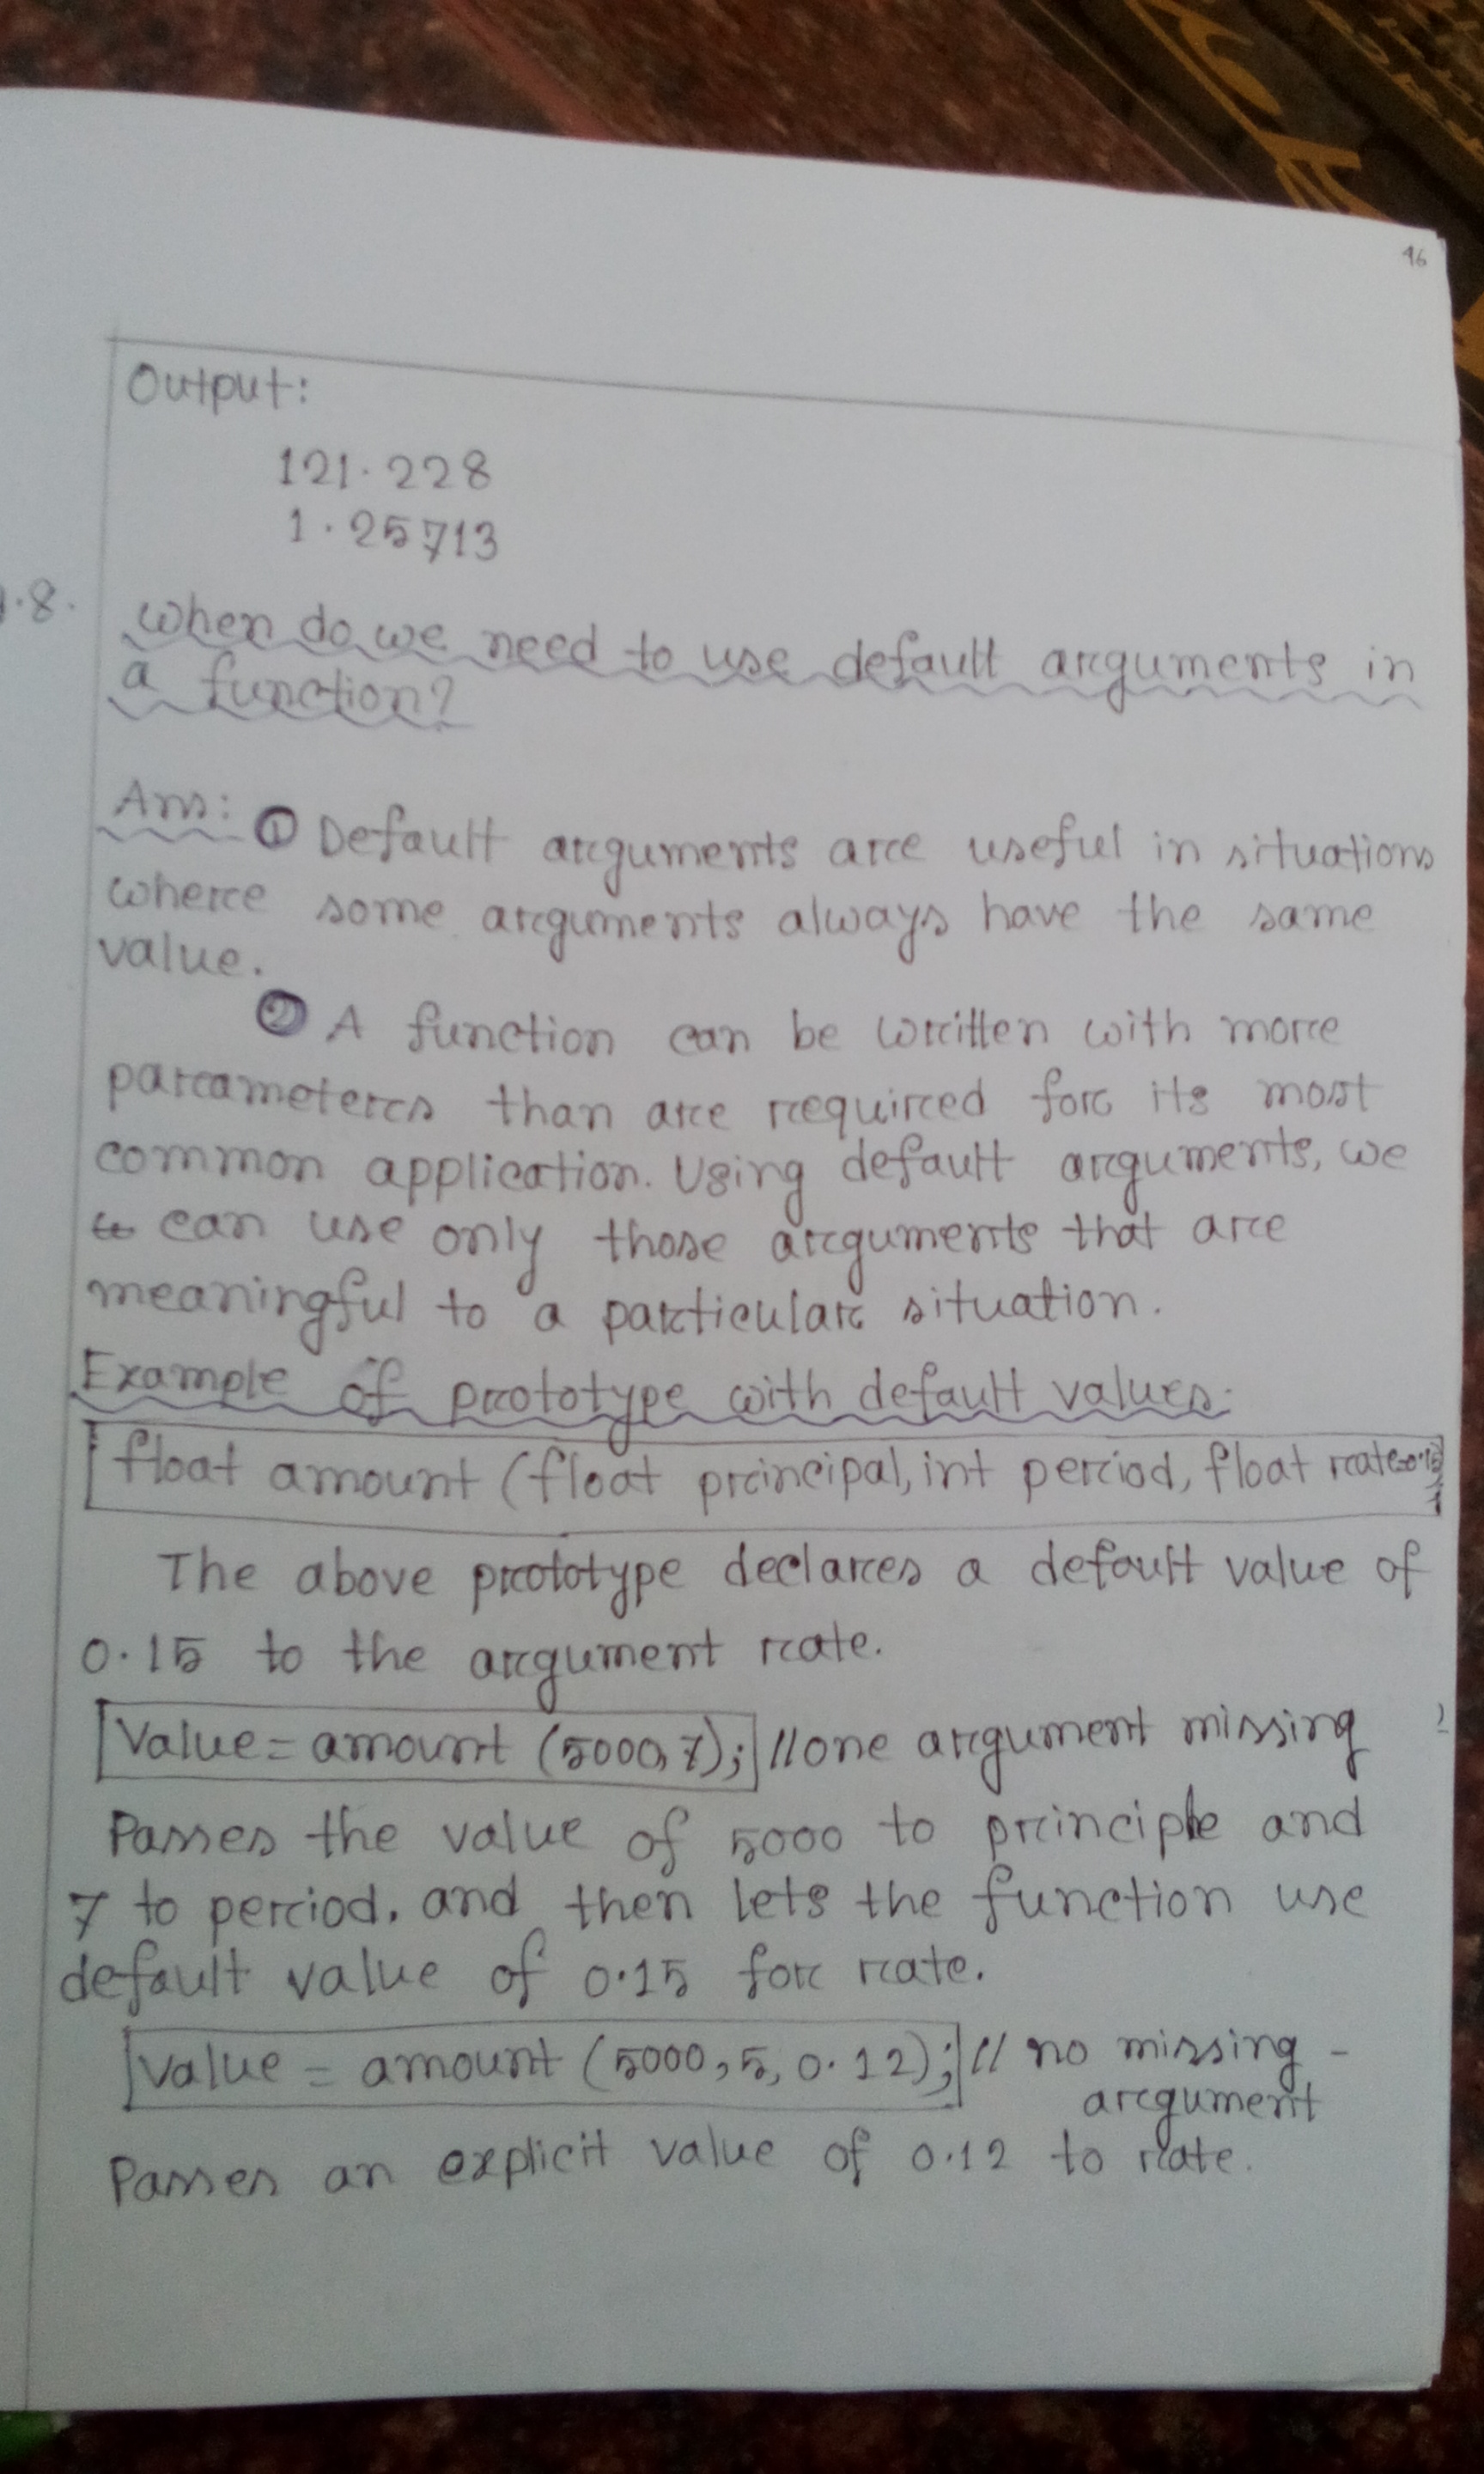 46
Output:
121.228
1.25713
.8.
When do we need to use default arguments in
a function?
Ans: ① Default arguments are useful in situations
where some arguments always have the same
value.
② A function can be written with more
parameters than are required for its most
common application. Using default arguments, we
can use only those arguments that are
meaningful to a particular situation.
Example of prototype with default values:
float amount (float principal, int period, float rate=0.15
The above prototype declares a default value of
0.15 to the argument rate.
Value = amount (5000, 7); //one argument missing
Passes the value of 5000 to principle and
7 to period. and then lets the function use
default value of 0.15 for rate.
Value = amount (5000, 5, 0.12); // no missing -
argument
Passes an explicit value of 0.12 to rate.